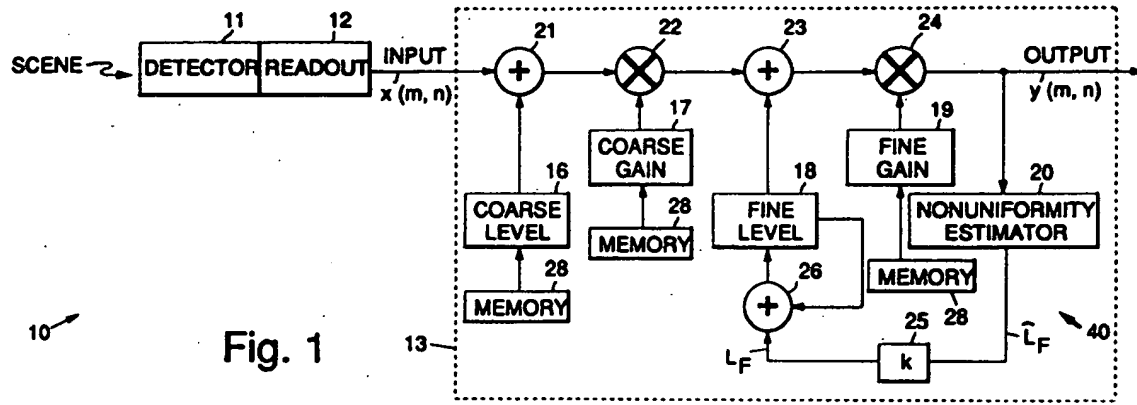 11
12
21
22
23
24
SCENE
DETECTOR
READOUT
INPUT
x (m, n)
OUTPUT
y (m, n)
17
COARSE
GAIN
19
FINE
GAIN
16
COARSE
LEVEL
18
FINE
LEVEL
20
NONUNIFORMITY
ESTIMATOR
28
MEMORY
28
MEMORY
26
MEMORY
28
10
Fig. 1
13
L_F
25
k
L̂_F
40